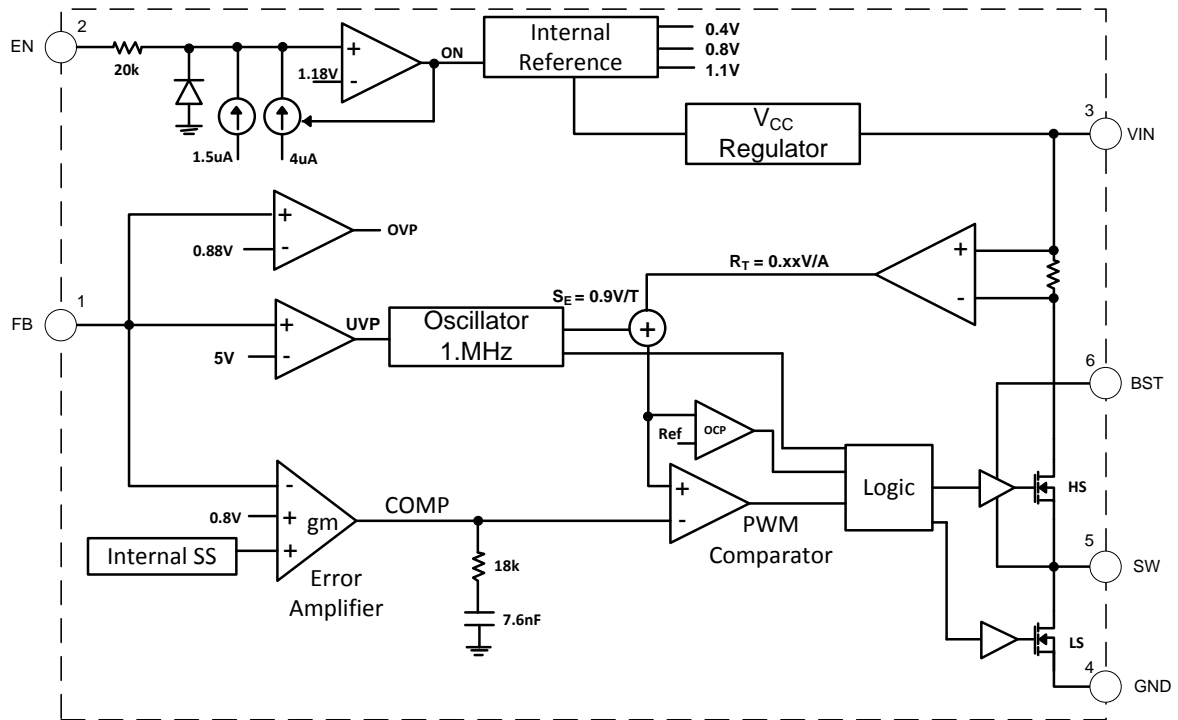 2
EN
20k
1.5uA
4uA
1.18V
+
-
ON
Internal
Reference
0.4V
0.8V
1.1V
VCC
Regulator
3
VIN
+
-
0.88V
OVP
RT = 0.xxV/A
+
-
1
FB
+
-
5V
UVP
Oscillator
1.MHz
SE = 0.9V/T
+
6
BST
Ref
OCP
Logic
HS
-
0.8V
+
+
gm
Internal SS
Error
Amplifier
COMP
18k
7.6nF
+
-
PWM
Comparator
5
SW
LS
4
GND